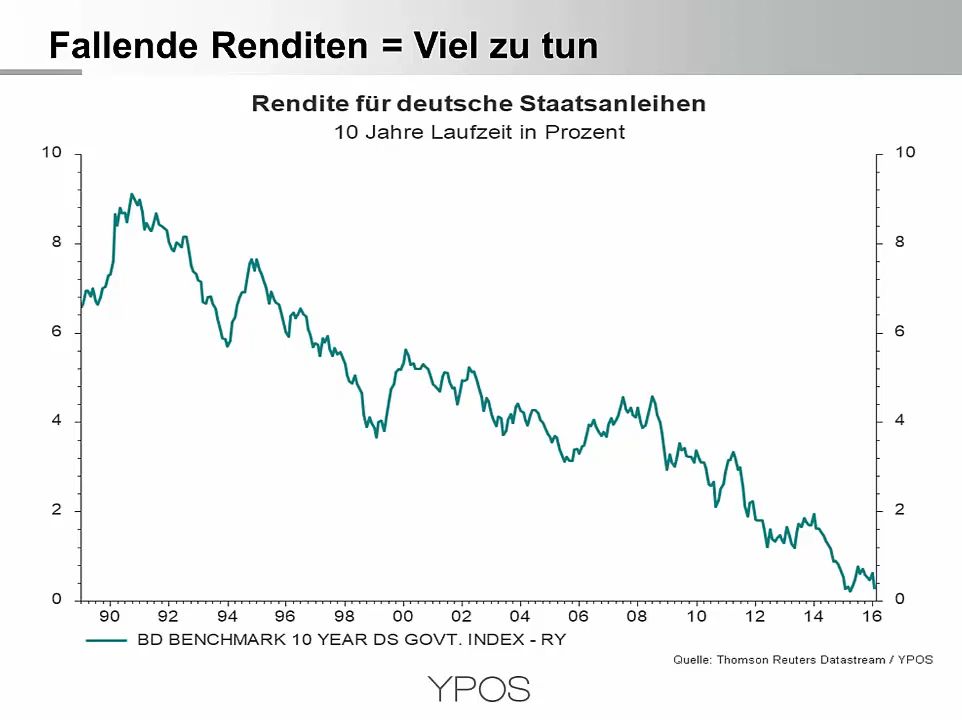 Fallende Renditen = Viel zu tun
Rendite für deutsche Staatsanleihen
10 Jahre Laufzeit in Prozent
10 10
8 8
6 6
4 4
2 2
0 0
90 92 94 96 98 00 02 04 06 08 10 12 14 16
BD BENCHMARK 10 YEAR DS GOVT. INDEX - RY
Quelle: Thomson Reuters Datastream / YPOS
YPOS